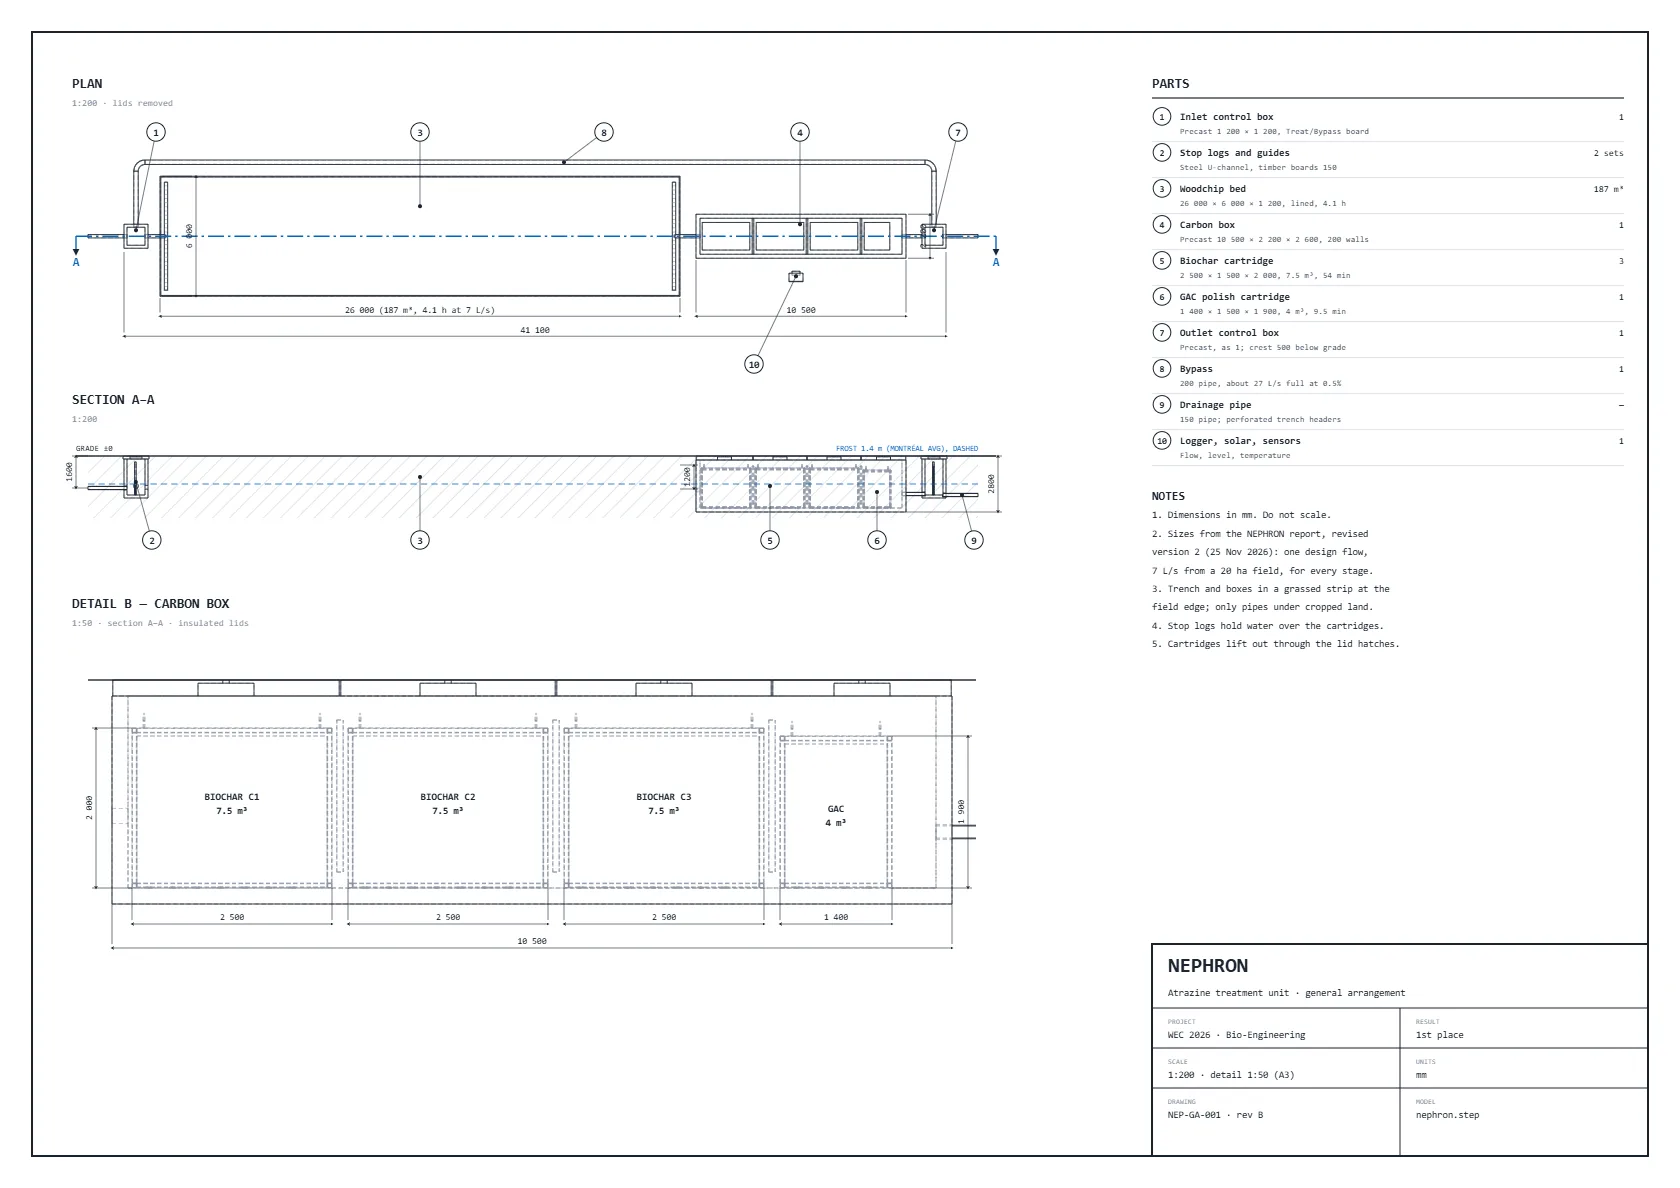 PLAN
1:200 · lids removed
1
3
8
4
7
6 000
A
A
26 000 (187 m³, 4.1 h at 7 L/s)
10 500
41 100
10
SECTION A–A
1:200
GRADE ±0
FROST 1.4 m (MONTRÉAL AVG), DASHED
1600
1200
2800
2
3
5
6
9
DETAIL B — CARBON BOX
1:50 · section A–A · insulated lids
BIOCHAR C1
7.5 m³
BIOCHAR C2
7.5 m³
BIOCHAR C3
7.5 m³
GAC
4 m³
2 000
1 900
2 500
2 500
2 500
1 400
10 500
PARTS
1 Inlet control box 1
Precast 1 200 × 1 200, Treat/Bypass board
2 Stop logs and guides 2 sets
Steel U-channel, timber boards 150
3 Woodchip bed 187 m³
26 000 × 6 000 × 1 200, lined, 4.1 h
4 Carbon box 1
Precast 10 500 × 2 200 × 2 600, 200 walls
5 Biochar cartridge 3
2 500 × 1 500 × 2 000, 7.5 m³, 54 min
6 GAC polish cartridge 1
1 400 × 1 500 × 1 900, 4 m³, 9.5 min
7 Outlet control box 1
Precast, as 1; crest 500 below grade
8 Bypass 1
200 pipe, about 27 L/s full at 0.5%
9 Drainage pipe —
150 pipe; perforated trench headers
10 Logger, solar, sensors 1
Flow, level, temperature
NOTES
1. Dimensions in mm. Do not scale.
2. Sizes from the NEPHRON report, revised
version 2 (25 Nov 2026): one design flow,
7 L/s from a 20 ha field, for every stage.
3. Trench and boxes in a grassed strip at the
field edge; only pipes under cropped land.
4. Stop logs hold water over the cartridges.
5. Cartridges lift out through the lid hatches.
NEPHRON
Atrazine treatment unit · general arrangement
PROJECT
WEC 2026 · Bio-Engineering
RESULT
1st place
SCALE
1:200 · detail 1:50 (A3)
UNITS
mm
DRAWING
NEP-GA-001 · rev B
MODEL
nephron.step